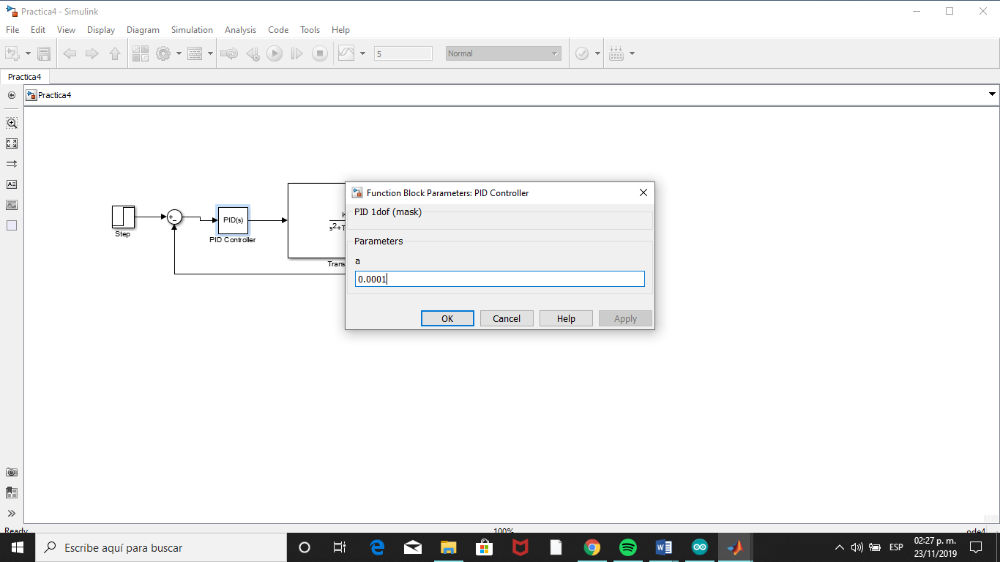 Practica4 - Simulink
File Edit View Display Diagram Simulation Analysis Code Tools Help
5 Normal
Practica4
Practica4
Step
+
-
PID(s)
PID Controller
K
s2+T
Trans
Function Block Parameters: PID Controller
PID 1dof (mask)
Parameters
a
0.0001
OK Cancel Help Apply
Ready 100% ode4
Escribe aquí para buscar
ESP
02:27 p. m.
23/11/2019